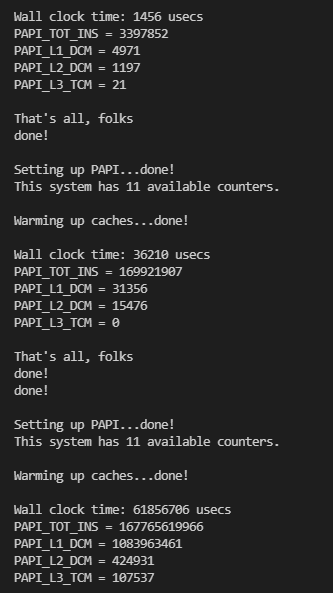 Wall clock time: 1456 usecs
PAPI_TOT_INS = 3397852
PAPI_L1_DCM = 4971
PAPI_L2_DCM = 1197
PAPI_L3_TCM = 21
That's all, folks
done!
Setting up PAPI...done!
This system has 11 available counters.
Warming up caches...done!
Wall clock time: 36210 usecs
PAPI_TOT_INS = 169921907
PAPI_L1_DCM = 31356
PAPI_L2_DCM = 15476
PAPI_L3_TCM = 0
That's all, folks
done!
done!
Setting up PAPI...done!
This system has 11 available counters.
Warming up caches...done!
Wall clock time: 61856706 usecs
PAPI_TOT_INS = 167765619966
PAPI_L1_DCM = 1083963461
PAPI_L2_DCM = 424931
PAPI_L3_TCM = 107537